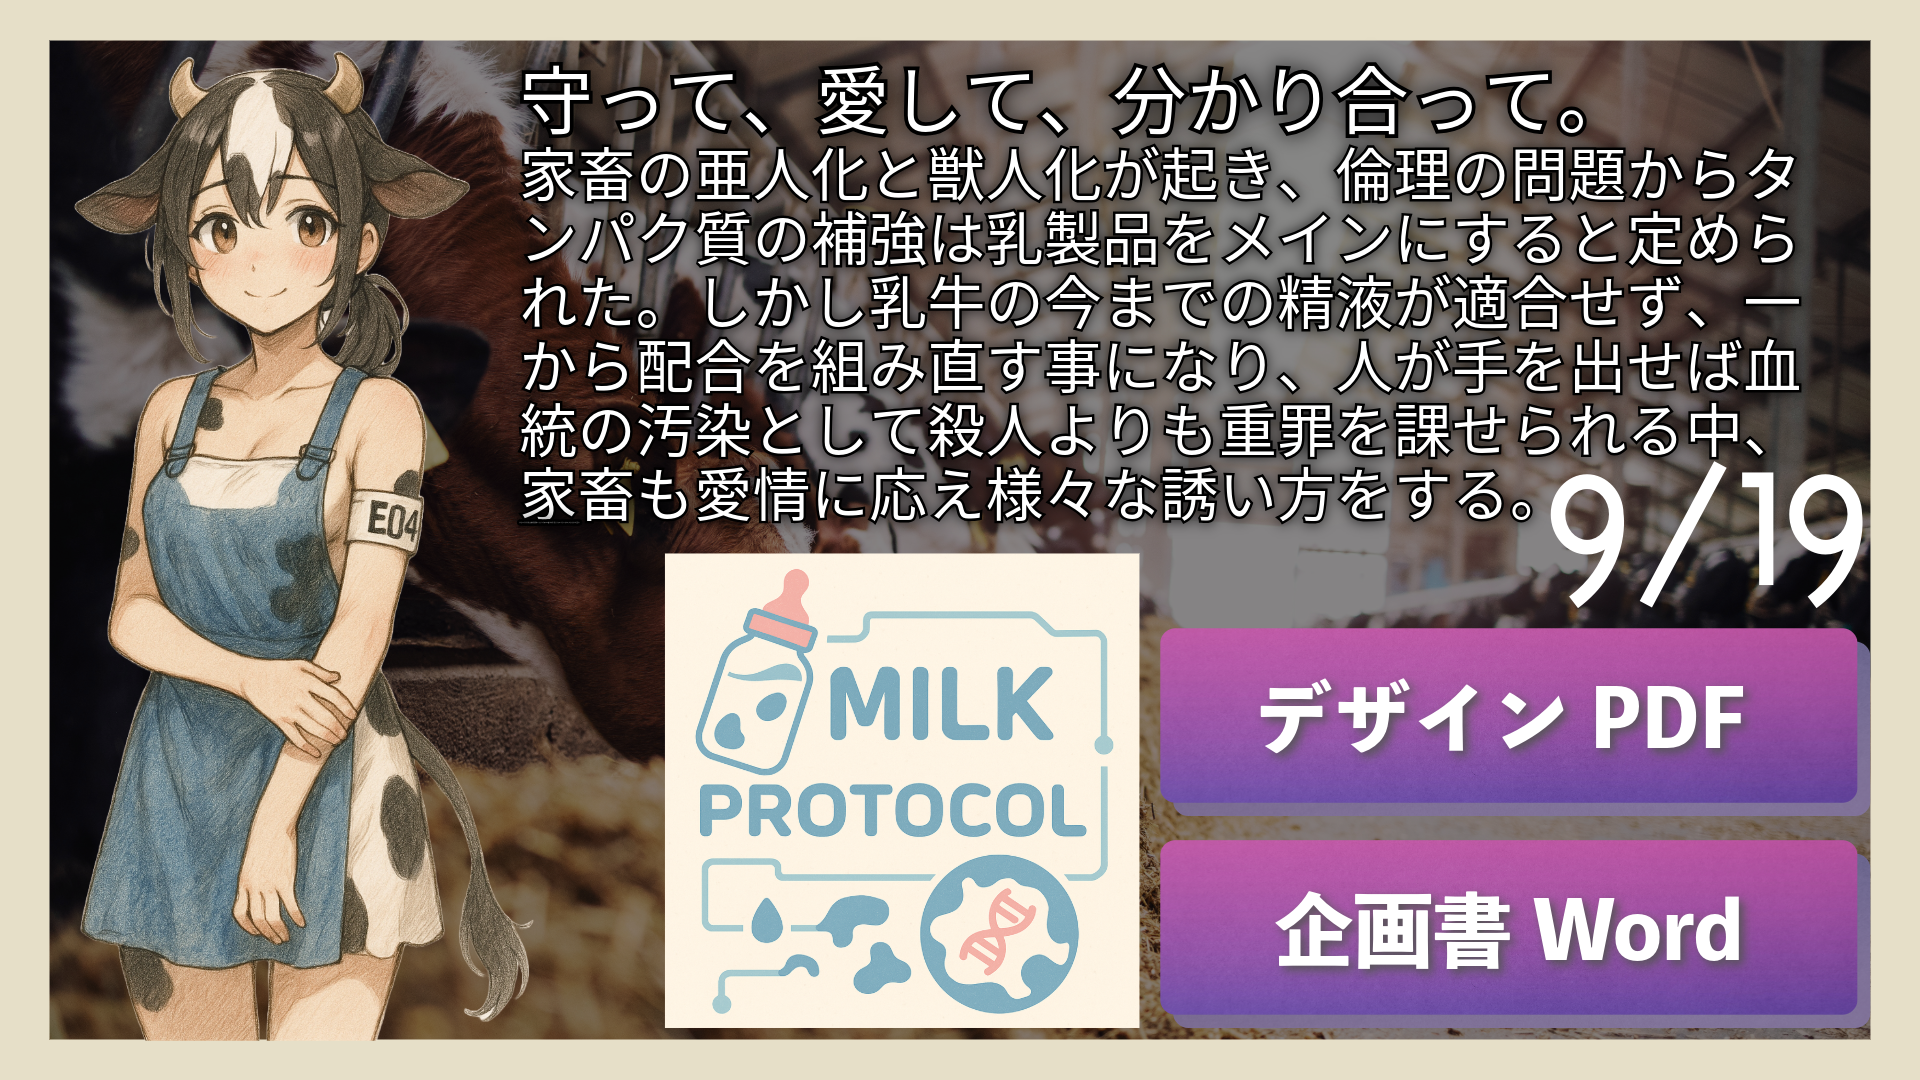 守って、愛して、分かり合って。
家畜の亜人化と獣人化が起き、倫理の問題からタ
ンパク質の補強は乳製品をメインにすると定めら
れた。しかし乳牛の今までの精液が適合せず、一
から配合を組み直す事になり、人が手を出せば血
統の汚染として殺人よりも重罪を課せられる中、
家畜も愛情に応え様々な誘い方をする。
9/19
E04
MILK
PROTOCOL
デザイン PDF
企画書 Word